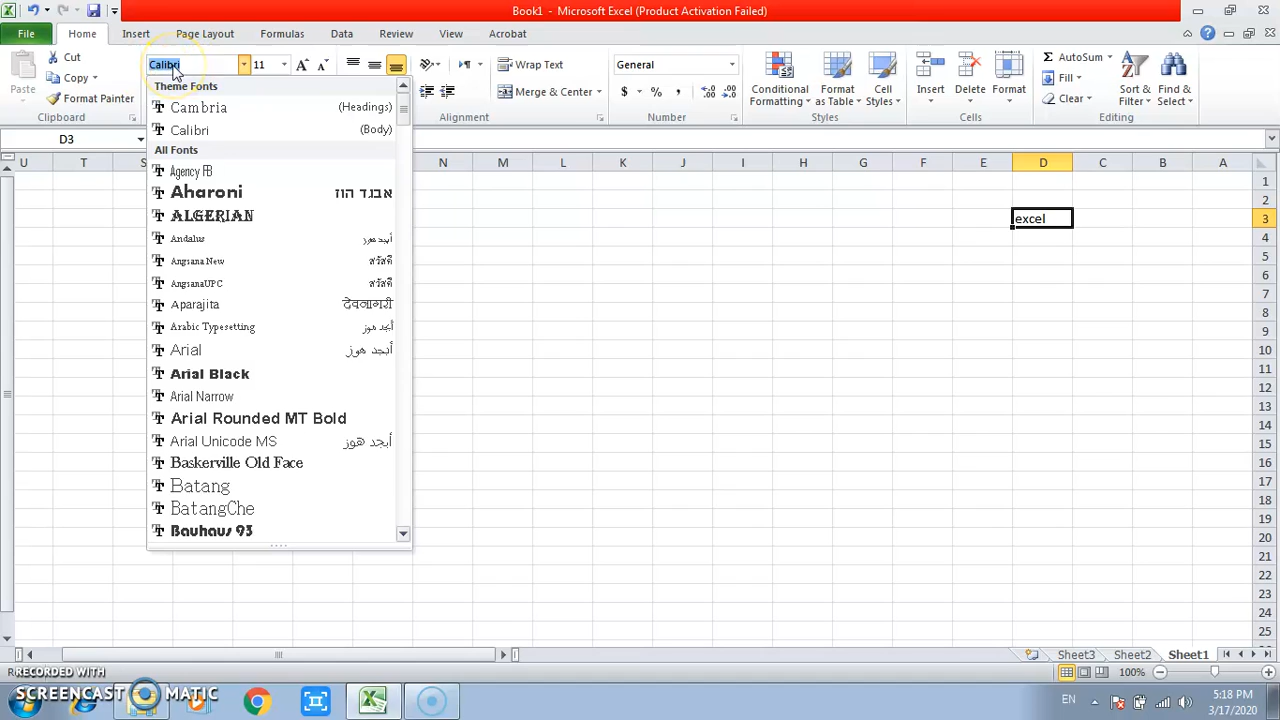 Book1 - Microsoft Excel (Product Activation Failed)
File Home Insert Page Layout Formulas Data Review View Acrobat
Paste
Cut
Copy
Format Painter
Clipboard
Calibri 11
Wrap Text
Merge & Center
Alignment
General
$ % ,
Number
Conditional Formatting
Format as Table
Cell Styles
Styles
Insert Delete Format
Cells
Σ AutoSum
Fill
Clear
Sort & Filter
Find & Select
Editing
D3
Theme Fonts
Cambria (Headings)
Calibri (Body)
All Fonts
Agency FB
Aharoni אבגד הוז
ALGERIAN
Andalus أبجد هوز
Angsana New สวัสดี
AngsanaUPC สวัสดี
Aparajita देवनागरी
Arabic Typesetting أبجد هوز
Arial أبجد هوز
Arial Black
Arial Narrow
Arial Rounded MT Bold
Arial Unicode MS أبجد هوز
Baskerville Old Face
Batang
BatangChe
Bauhaus 93
U T S N M L K J I H G F E D C B A
1
2
excel 3
4
5
6
7
8
9
10
11
12
13
14
15
16
17
18
19
20
21
22
23
24
25
Sheet3 Sheet2 Sheet1
100%
RECORDED WITH
SCREENCAST MATIC
EN
5:18 PM
3/17/2020